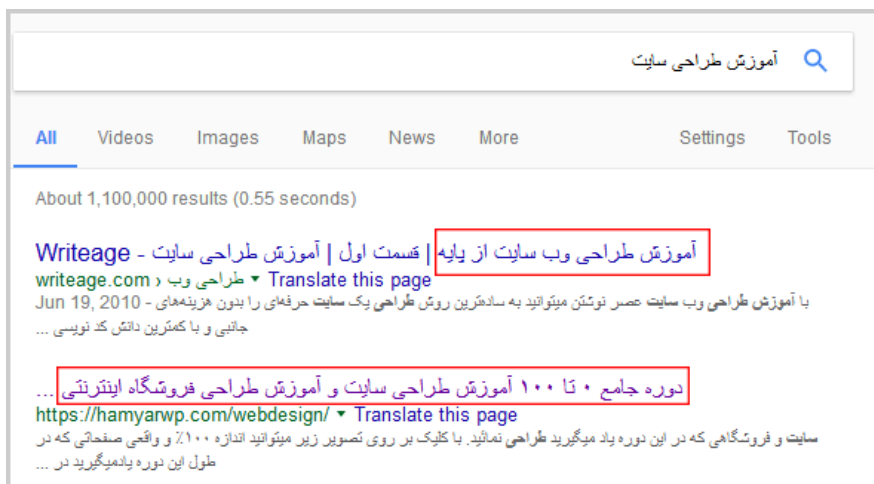 آموزش طراحی سایت
All Videos Images Maps News More Settings Tools
About 1,100,000 results (0.55 seconds)
آموزش طراحی وب سایت از پایه | قسمت اول | آموزش طراحی سایت - Writeage
writeage.com › طراحی وب ▾ Translate this page
Jun 19, 2010 - با آموزش طراحی وب سایت عصر نوشتن میتوانید به سادهترین روش طراحی یک سایت حرفهای را بدون هزینههای
جانبی و با کمترین دانش کد نویسی ...
دوره جامع ۰ تا ۱۰۰ آموزش طراحی سایت و آموزش طراحی فروشگاه اینترنتی ...
https://hamyarwp.com/webdesign/ ▾ Translate this page
سایت و فروشگاهی که در این دوره یاد میگیرید طراحی نمائید. با کلیک بر روی تصویر زیر میتوانید اندازه ۱۰۰٪ و واقعی صفحاتی که در
طول این دوره یادمیگیرید در ...